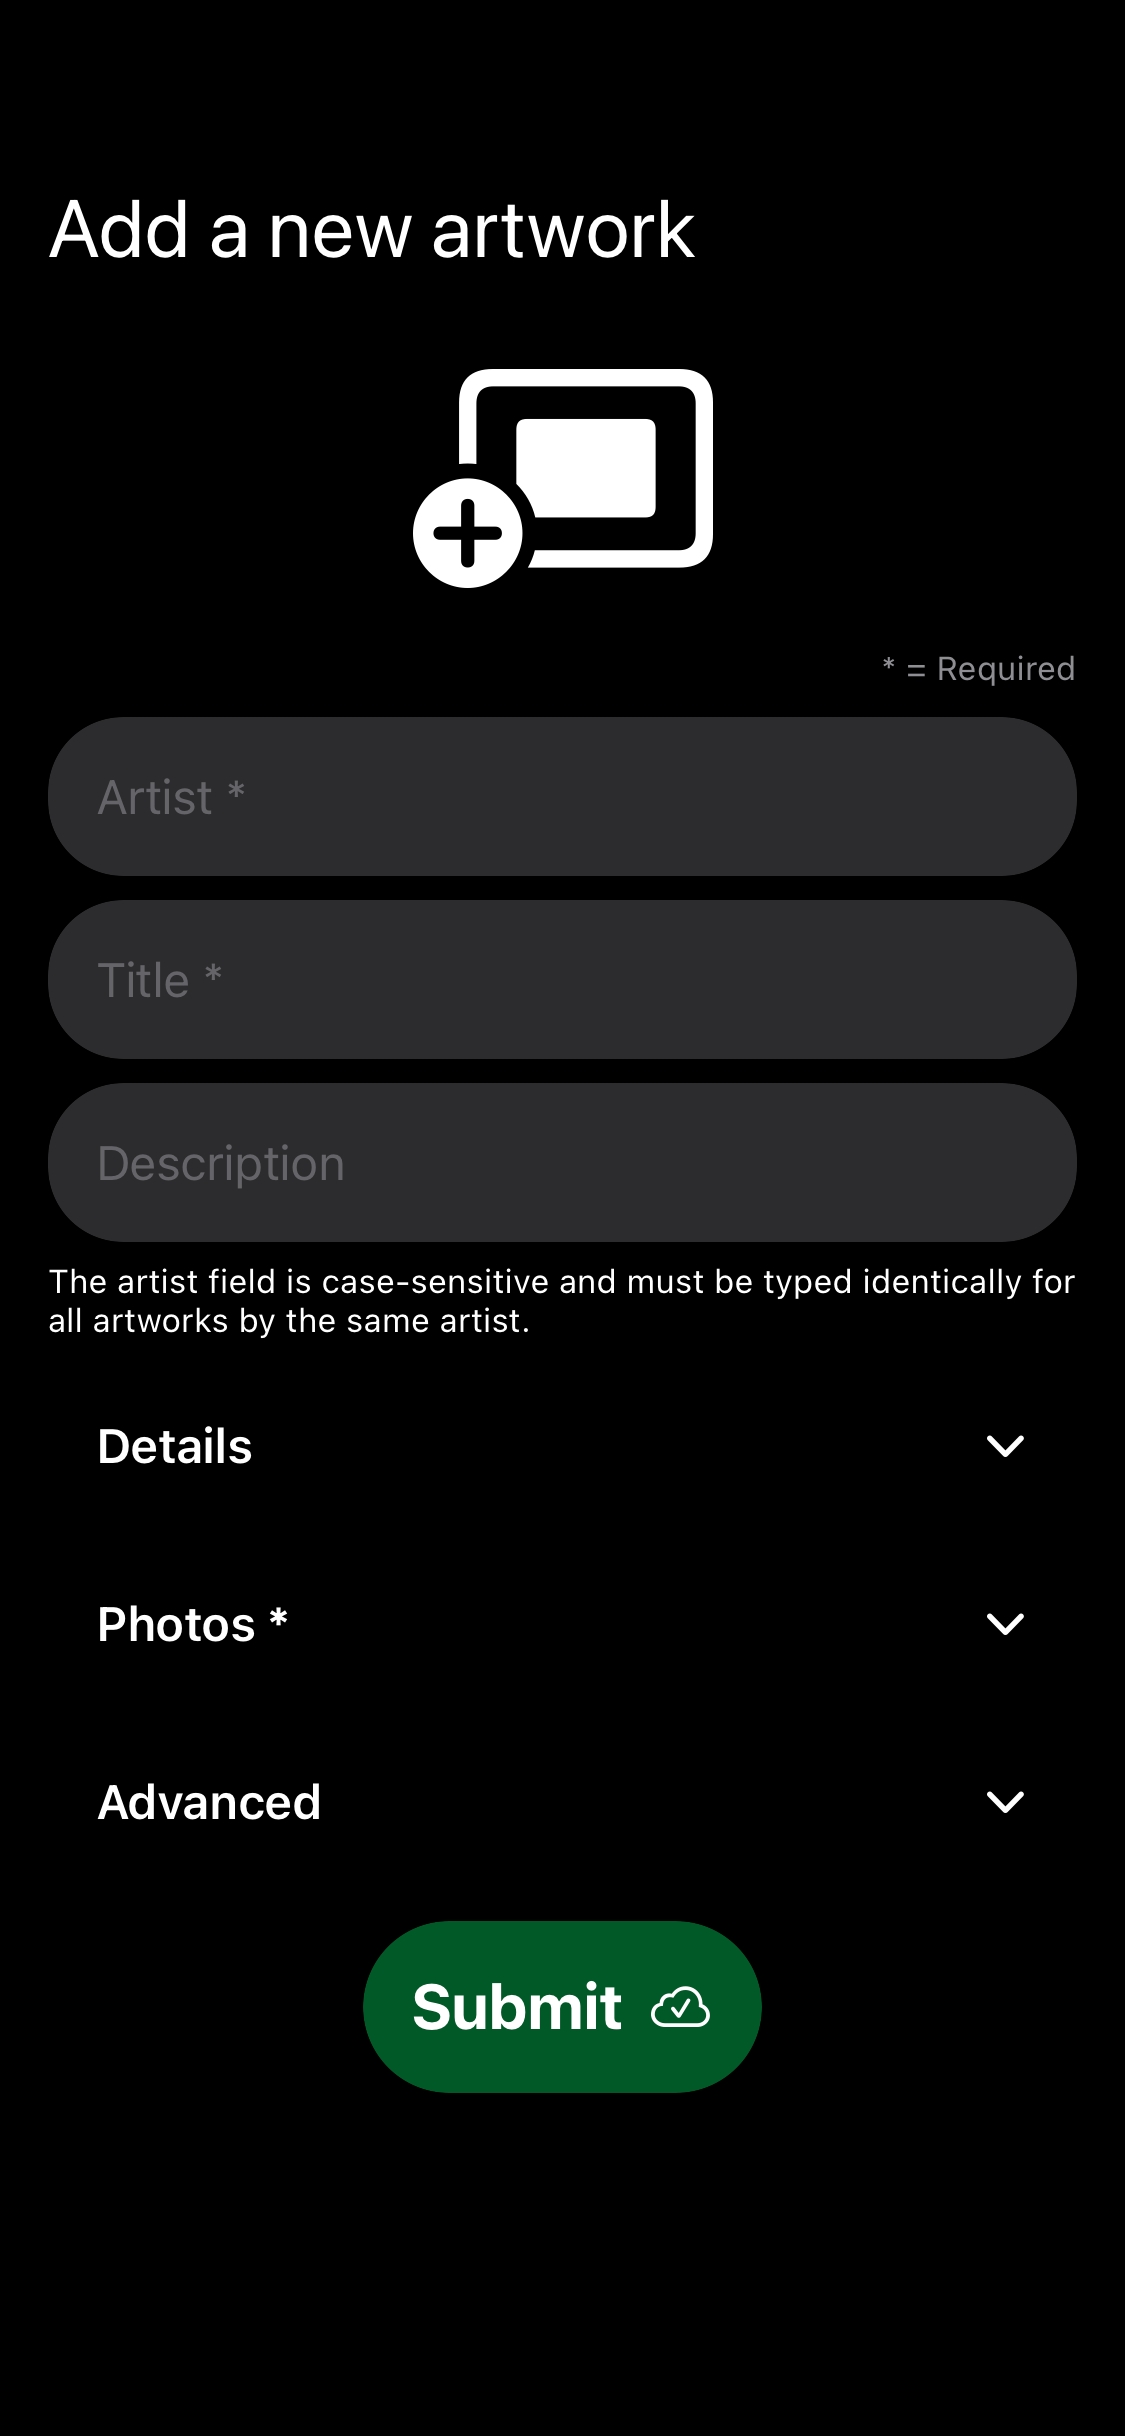 Add a new artwork
* = Required
Artist *
Title *
Description
The artist field is case-sensitive and must be typed identically for
all artworks by the same artist.
Details
Photos *
Advanced
Submit